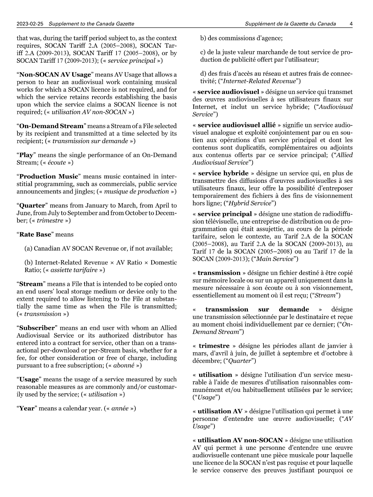 2023-02-25 Supplement to the Canada Gazette
Supplément de la Gazette du Canada 4
that was, during the tariff period subject to, as the context
requires, SOCAN Tariff 2.A (2005–2008), SOCAN Tar-
iff 2.A (2009-2013), SOCAN Tariff 17 (2005–2008), or by
SOCAN Tariff 17 (2009-2013); (« service principal »)
"Non-SOCAN AV Usage" means AV Usage that allows a
person to hear an audiovisual work containing musical
works for which a SOCAN licence is not required, and for
which the service retains records establishing the basis
upon which the service claims a SOCAN licence is not
required; (« utilisation AV non-SOCAN »)
"On-Demand Stream" means a Stream of a File selected
by its recipient and transmitted at a time selected by its
recipient; (« transmission sur demande »)
"Play" means the single performance of an On-Demand
Stream; (« écoute »)
"Production Music" means music contained in inter-
stitial programming, such as commercials, public service
announcements and jingles; (« musique de production »)
"Quarter" means from January to March, from April to
June, from July to September and from October to Decem-
ber; (« trimestre »)
"Rate Base" means
(a) Canadian AV SOCAN Revenue or, if not available;
(b) Internet-Related Revenue × AV Ratio × Domestic
Ratio; (« assiette tarifaire »)
"Stream" means a File that is intended to be copied onto
an end users' local storage medium or device only to the
extent required to allow listening to the File at substan-
tially the same time as when the File is transmitted;
(« transmission »)
"Subscriber" means an end user with whom an Allied
Audiovisual Service or its authorized distributor has
entered into a contract for service, other than on a trans-
actional per-download or per-Stream basis, whether for a
fee, for other consideration or free of charge, including
pursuant to a free subscription; (« abonné »)
"Usage" means the usage of a service measured by such
reasonable measures as are commonly and/or customar-
ily used by the service; (« utilisation »)
"Year" means a calendar year. (« année »)
b) des commissions d'agence;
c) de la juste valeur marchande de tout service de pro-
duction de publicité offert par l'utilisateur;
d) des frais d'accès au réseau et autres frais de connec-
tivité; ("Internet-Related Revenue")
« service audiovisuel » désigne un service qui transmet
des œuvres audiovisuelles à ses utilisateurs finaux sur
Internet, et inclut un service hybride; ("Audiovisual
Service")
« service audiovisuel allié » signifie un service audio-
visuel analogue et exploité conjointement par ou en sou-
tien aux opérations d'un service principal et dont les
contenus sont duplicatifs, complémentaires ou adjoints
aux contenus offerts par ce service principal; ("Allied
Audiovisual Service")
« service hybride » désigne un service qui, en plus de
transmettre des diffusions d'œuvres audiovisuelles à ses
utilisateurs finaux, leur offre la possibilité d'entreposer
temporairement des fichiers à des fins de visionnement
hors ligne; ("Hybrid Service")
« service principal » désigne une station de radiodiffu-
sion télévisuelle, une entreprise de distribution ou de pro-
grammation qui était assujettie, au cours de la période
tarifaire, selon le contexte, au Tarif 2.A de la SOCAN
(2005–2008), au Tarif 2.A de la SOCAN (2009-2013), au
Tarif 17 de la SOCAN (2005–2008) ou au Tarif 17 de la
SOCAN (2009-2013); ("Main Service")
« transmission » désigne un fichier destiné à être copié
sur mémoire locale ou sur un appareil uniquement dans la
mesure nécessaire à son écoute ou à son visionnement,
essentiellement au moment où il est reçu; ("Stream")
« transmission sur demande » désigne
une transmission sélectionnée par le destinataire et reçue
au moment choisi individuellement par ce dernier; ("On-
Demand Stream")
« trimestre » désigne les périodes allant de janvier à
mars, d'avril à juin, de juillet à septembre et d'octobre à
décembre; ("Quarter")
« utilisation » désigne l'utilisation d'un service mesu-
rable à l'aide de mesures d'utilisation raisonnables com-
munément et/ou habituellement utilisées par le service;
("Usage")
« utilisation AV » désigne l'utilisation qui permet à une
personne d'entendre une œuvre audiovisuelle; ("AV
Usage")
« utilisation AV non-SOCAN » désigne une utilisation
AV qui permet à une personne d'entendre une œuvre
audiovisuelle contenant une pièce musicale pour laquelle
une licence de la SOCAN n'est pas requise et pour laquelle
le service conserve des preuves justifiant pourquoi ce